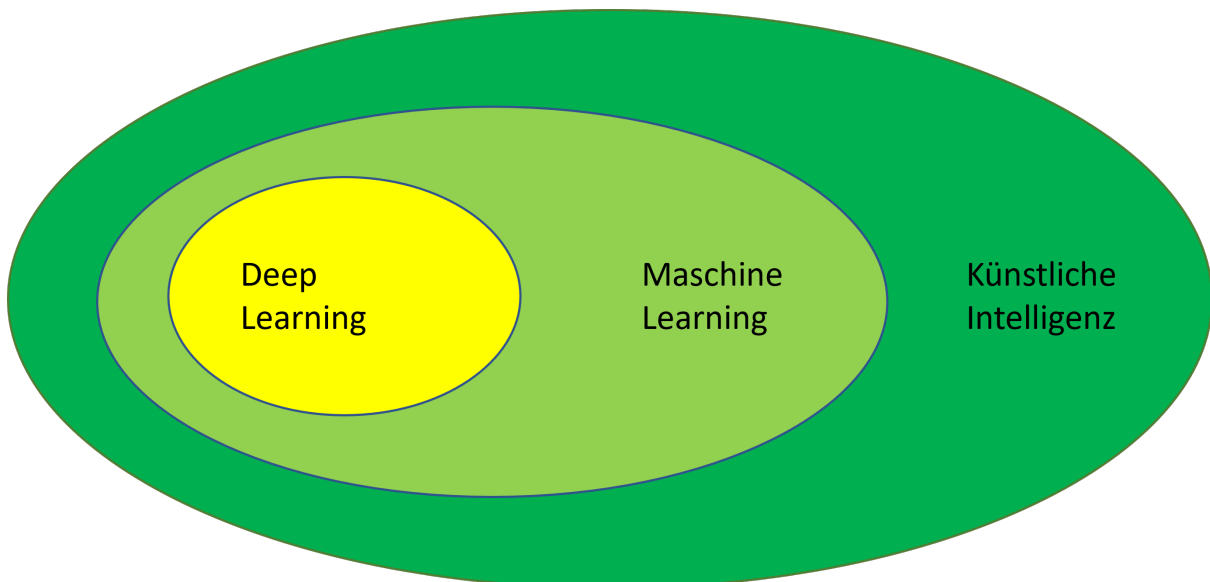 Deep
Learning
Maschine
Learning
Künstliche
Intelligenz